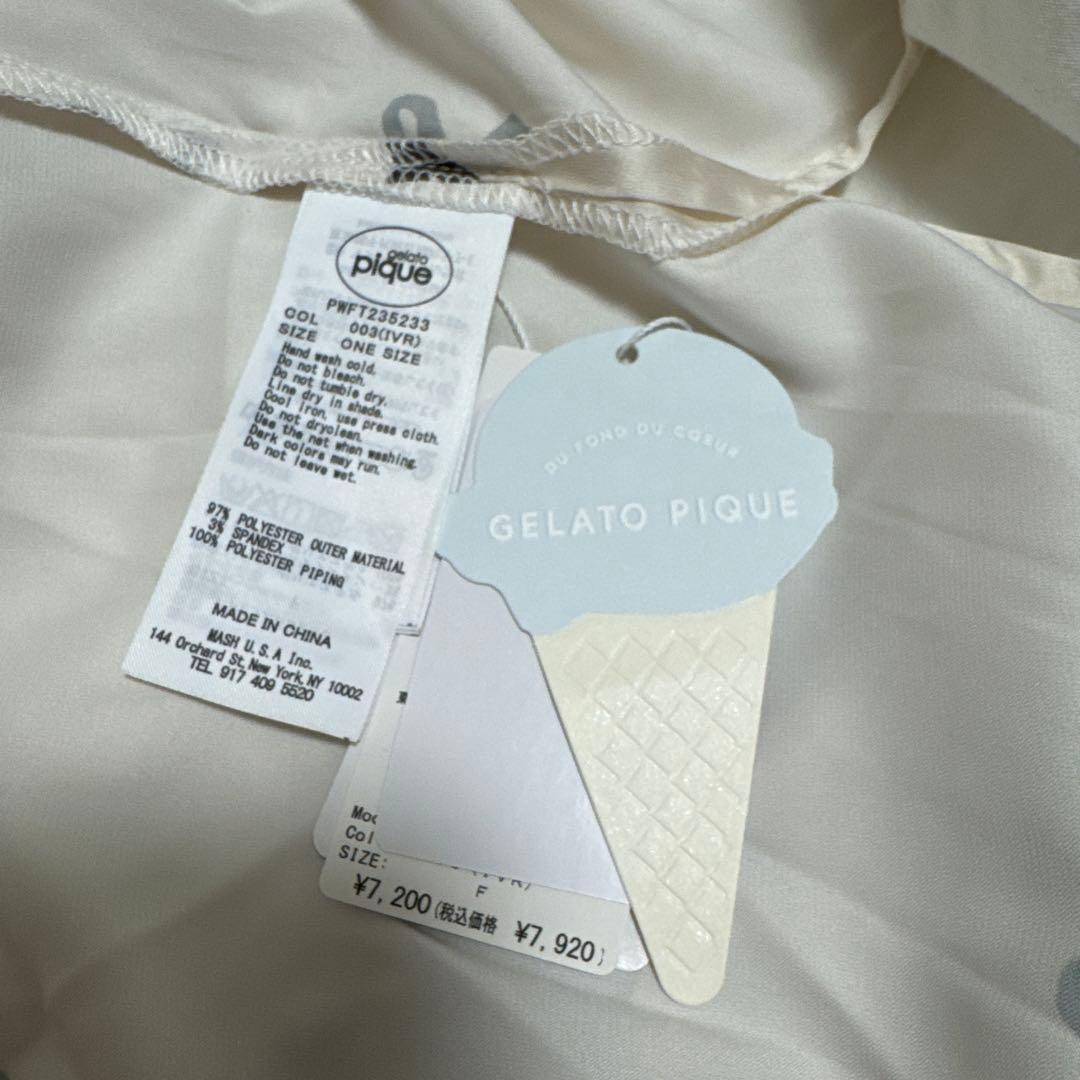 gelato
pique
PWFT235233
COL 003(IVR)
SIZE ONE SIZE
Hand wash cold.
Do not bleach.
Do not tumble dry.
Line dry in shade.
Cool iron, use press cloth.
Do not dryclean.
Use the net when washing.
Dark colors may run.
Do not leave wet.
97% POLYESTER OUTER MATERIAL
3% SPANDEX
100% POLYESTER PIPING
MADE IN CHINA
MASH U.S.A Inc.
144 Orchard St, New York, NY 10002
TEL 917 409 5520
DU FOND DU CŒUR
GELATO PIQUE
Col
SIZE:
F
¥7,200(税込価格 ¥7,920)